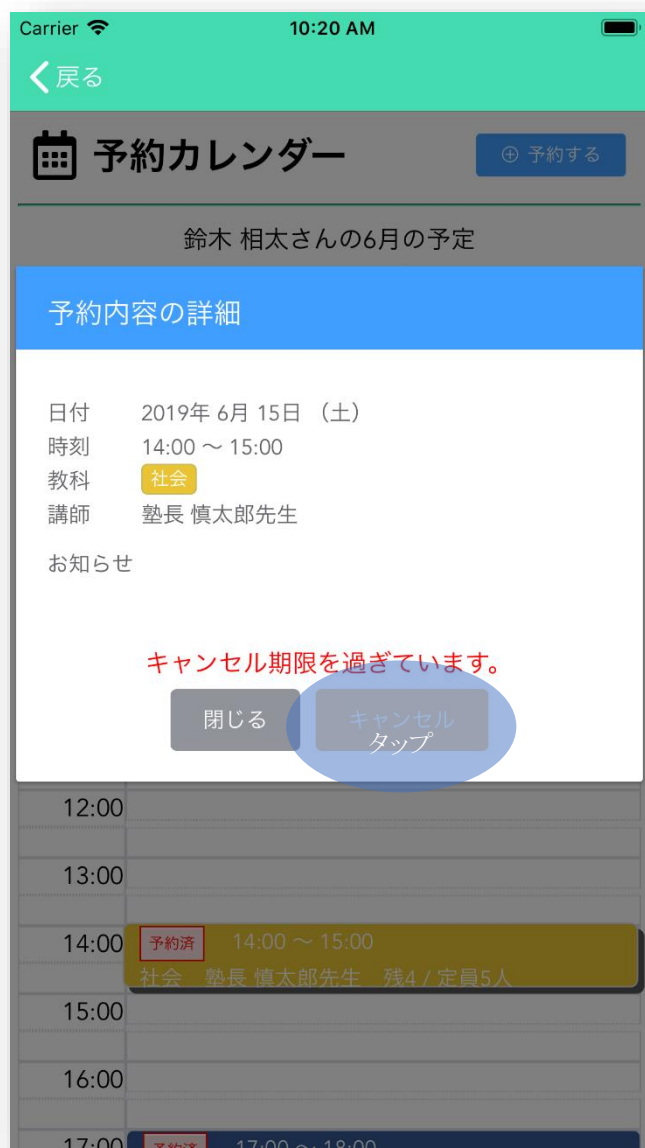 Carrier 10:20 AM
戻る
予約カレンダー
⊕ 予約する
鈴木 相太さんの6月の予定
予約内容の詳細
日付 2019年 6月 15日 （土）
時刻 14:00 ～ 15:00
教科 社会
講師 塾長 慎太郎先生
お知らせ
キャンセル期限を過ぎています。
閉じる キャンセル
タップ
12:00
13:00
14:00 予約済 14:00 ～ 15:00
社会 塾長 慎太郎先生 残4 / 定員5人
15:00
16:00
17:00 予約済 17:00 ～ 18:00